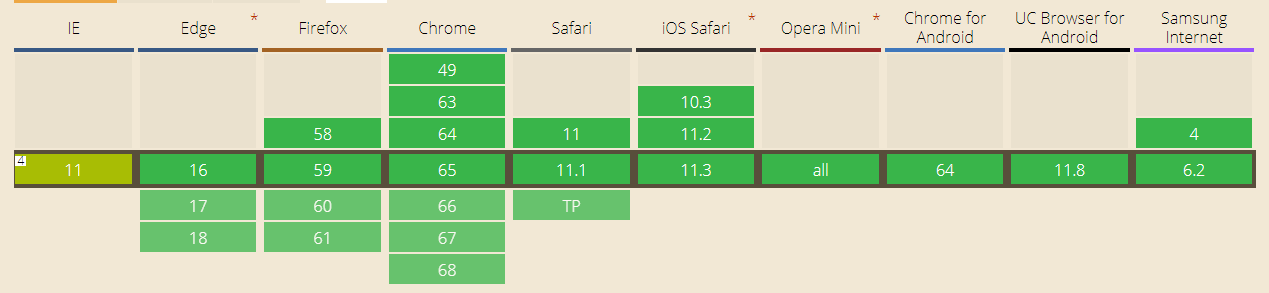 IE Edge * Firefox Chrome Safari iOS Safari * Opera Mini * Chrome for Android UC Browser for Android Samsung Internet
49
63 10.3
58 64 11 11.2 4
4 11 16 59 65 11.1 11.3 all 64 11.8 6.2
17 60 66 TP
18 61 67
68